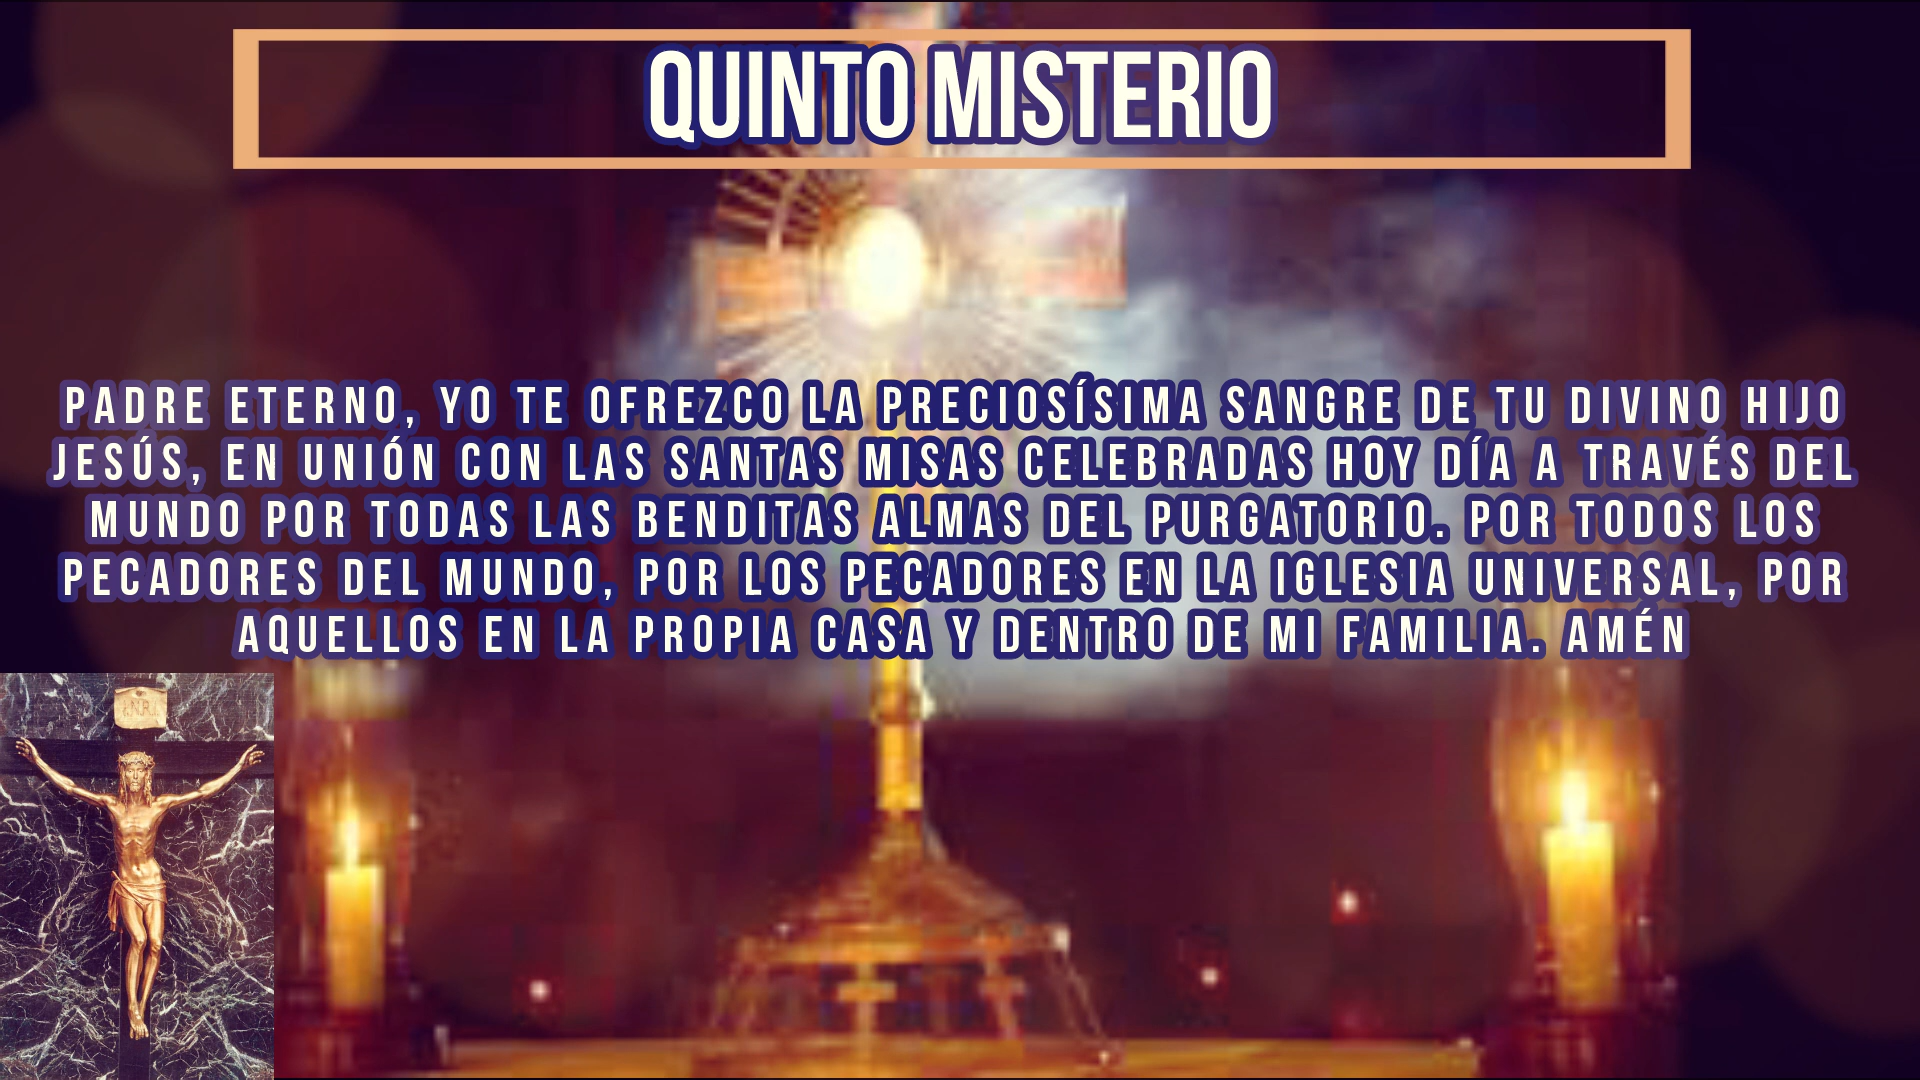 QUINTO MISTERIO
PADRE ETERNO, YO TE OFREZCO LA PRECIOSÍSIMA SANGRE DE TU DIVINO HIJO
JESÚS, EN UNIÓN CON LAS SANTAS MISAS CELEBRADAS HOY DÍA A TRAVÉS DEL
MUNDO POR TODAS LAS BENDITAS ALMAS DEL PURGATORIO. POR TODOS LOS
PECADORES DEL MUNDO, POR LOS PECADORES EN LA IGLESIA UNIVERSAL, POR
AQUELLOS EN LA PROPIA CASA Y DENTRO DE MI FAMILIA. AMÉN
I.N.R.I.